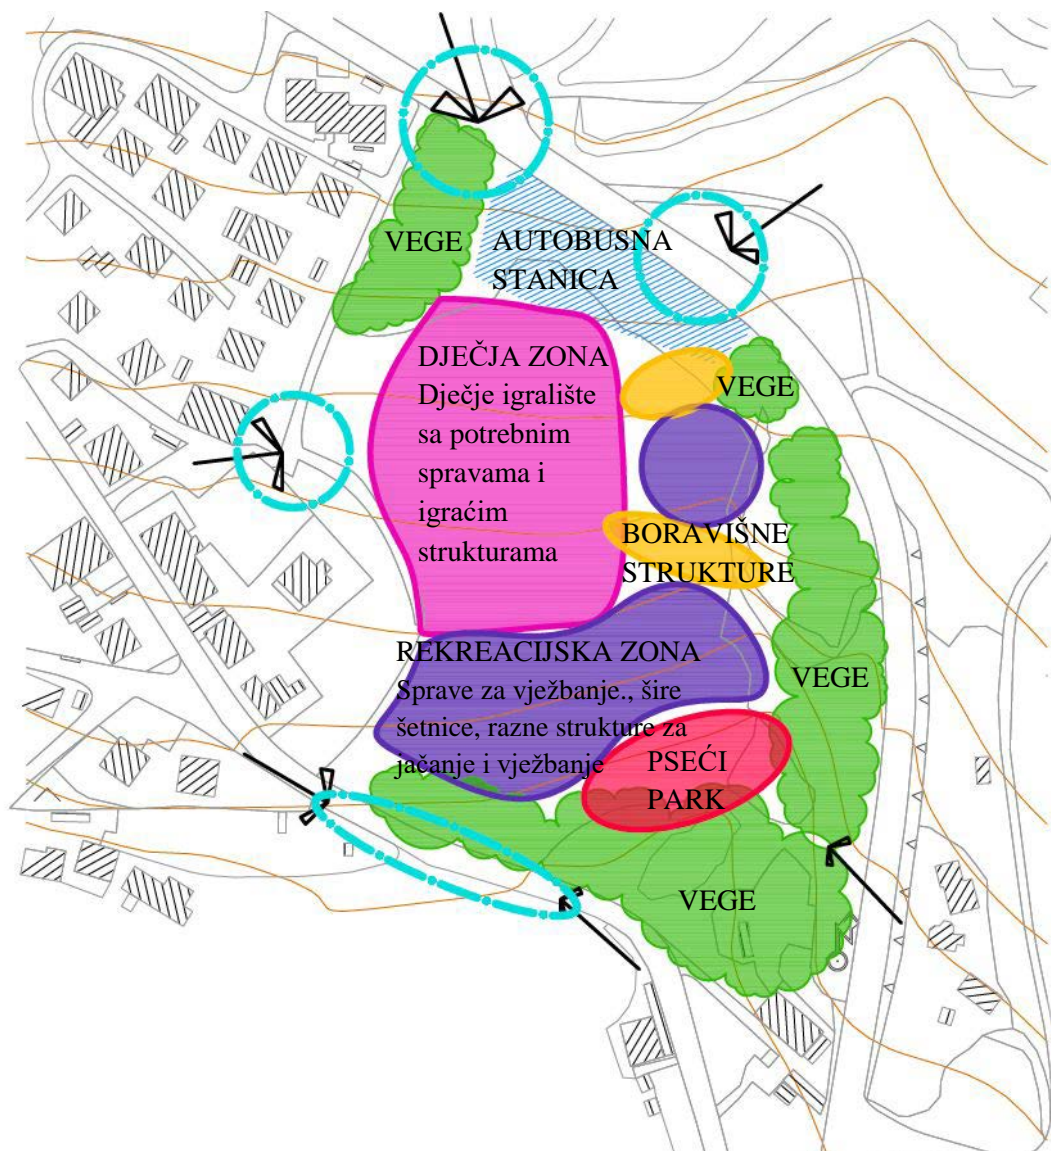 VEGE
AUTOBUSNA
STANICA
DJEČJA ZONA
Dječje igralište
sa potrebnim
spravama i
igraćim
strukturama
VEGE
BORAVIŠNE
STRUKTURE
REKREACIJSKA ZONA
Sprave za vježbanje., šire
šetnice, razne strukture za
jačanje i vježbanje
VEGE
PSEĆI
PARK
VEGE